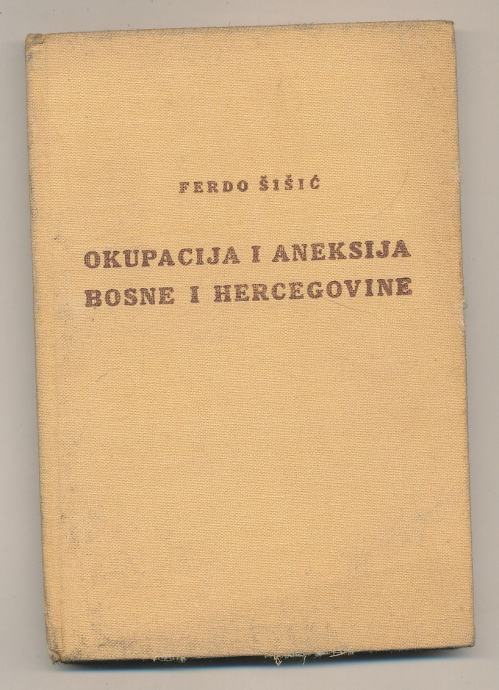 FERDO ŠIŠIĆ
OKUPACIJA I ANEKSIJA
BOSNE I HERCEGOVINE